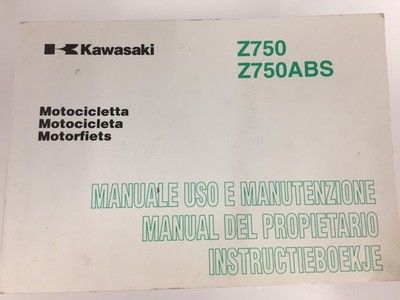 Kawasaki
Z750
Z750ABS
Motocicletta
Motocicleta
Motorfiets
MANUALE USO E MANUTENZIONE
MANUAL DEL PROPIETARIO
INSTRUCTIEBOEKJE